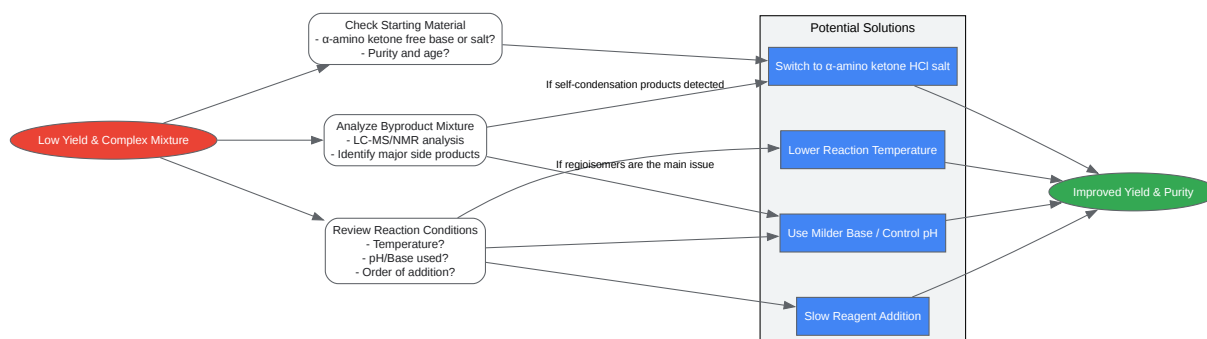 Low Yield & Complex Mixture
Check Starting Material
- α-amino ketone free base or salt?
- Purity and age?
Analyze Byproduct Mixture
- LC-MS/NMR analysis
- Identify major side products
Review Reaction Conditions
- Temperature?
- pH/Base used?
- Order of addition?
If self-condensation products detected
If regioisomers are the main issue
Potential Solutions
Switch to α-amino ketone HCl salt
Lower Reaction Temperature
Use Milder Base / Control pH
Slow Reagent Addition
Improved Yield & Purity